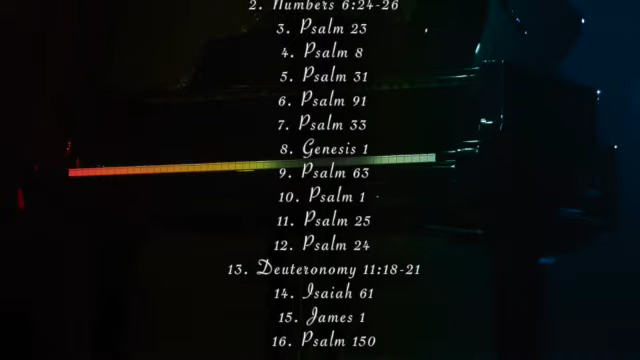 2. Numbers 6:24-26
3. Psalm 23
4. Psalm 8
5. Psalm 31
6. Psalm 91
7. Psalm 33
8. Genesis 1
9. Psalm 63
10. Psalm 1
11. Psalm 25
12. Psalm 24
13. Deuteronomy 11:18-21
14. Isaiah 61
15. James 1
16. Psalm 150